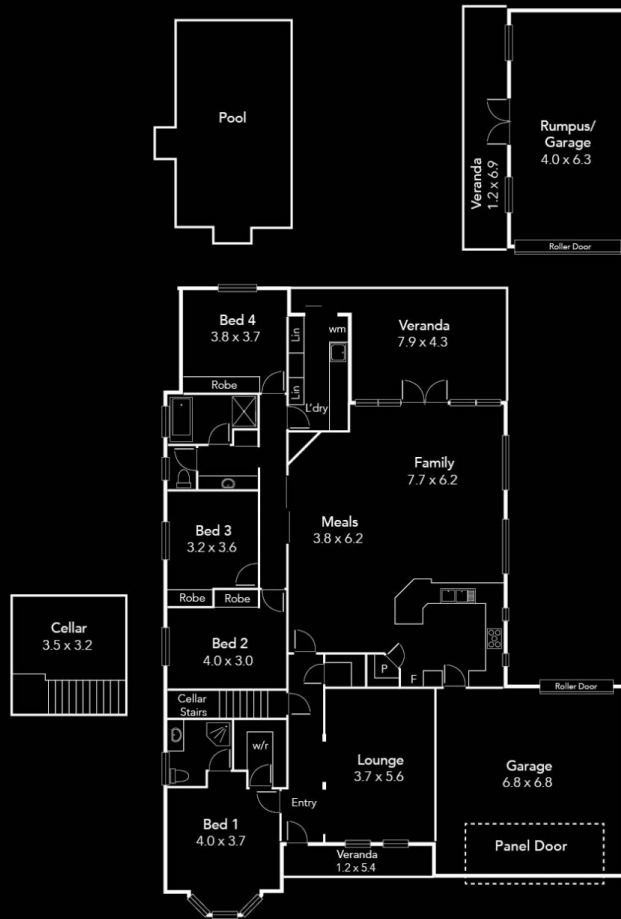 Pool
Rumpus/
Garage
4.0 x 6.3
Veranda
1.2 x 6.9
Roller Door
Bed 4
3.8 x 3.7
Robe
Lin
Lin
wm
L'dry
Veranda
7.9 x 4.3
Family
7.7 x 6.2
Meals
3.8 x 6.2
Bed 3
3.2 x 3.6
Robe
Robe
Cellar
3.5 x 3.2
Bed 2
4.0 x 3.0
P
F
Roller Door
Cellar
Stairs
w/r
Lounge
3.7 x 5.6
Garage
6.8 x 6.8
Entry
Bed 1
4.0 x 3.7
Panel Door
Veranda
1.2 x 5.4